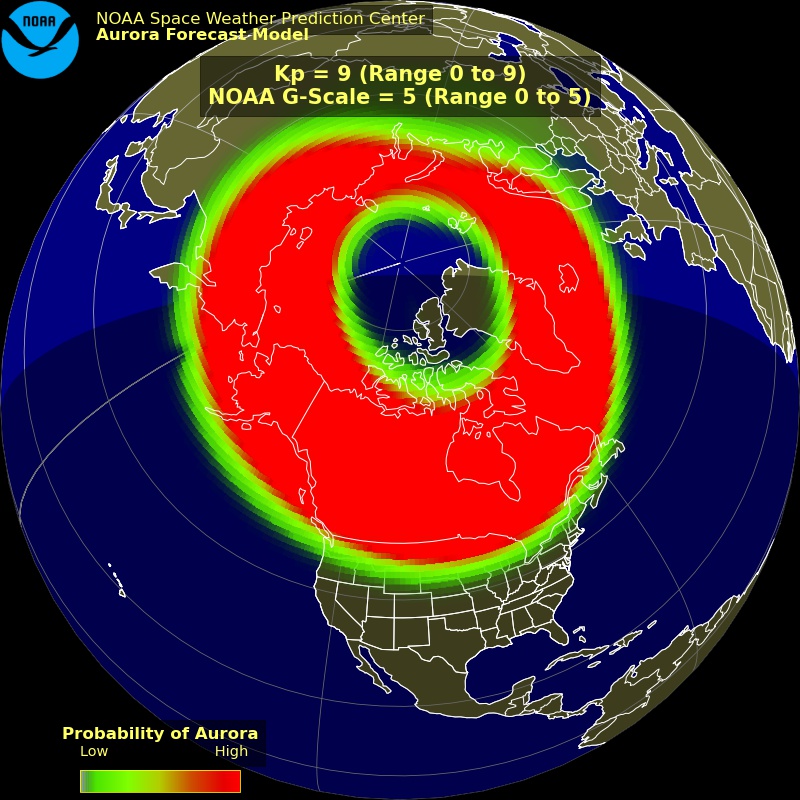 NOAA
NOAA Space Weather Prediction Center
Aurora Forecast Model
Kp = 9 (Range 0 to 9)
NOAA G-Scale = 5 (Range 0 to 5)
Probability of Aurora
Low High